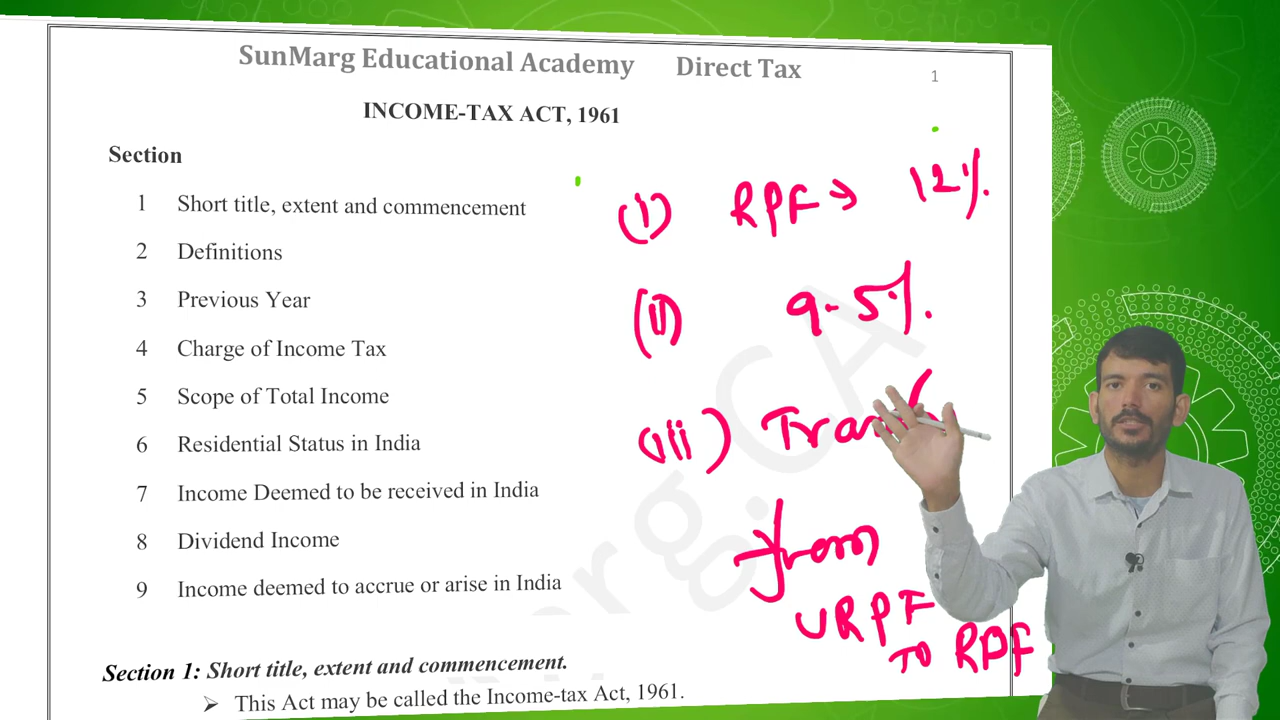 SunMarg Educational Academy Direct Tax
1
INCOME-TAX ACT, 1961
Section
1 Short title, extent and commencement
2 Definitions
3 Previous Year
4 Charge of Income Tax
5 Scope of Total Income
6 Residential Status in India
7 Income Deemed to be received in India
8 Dividend Income
9 Income deemed to accrue or arise in India
(i) RPF → 12%.
(ii) 9.5%.
(iii)
from
URPF
TO RPF
Section 1: Short title, extent and commencement.
➢ This Act may be called the Income-tax Act, 1961.